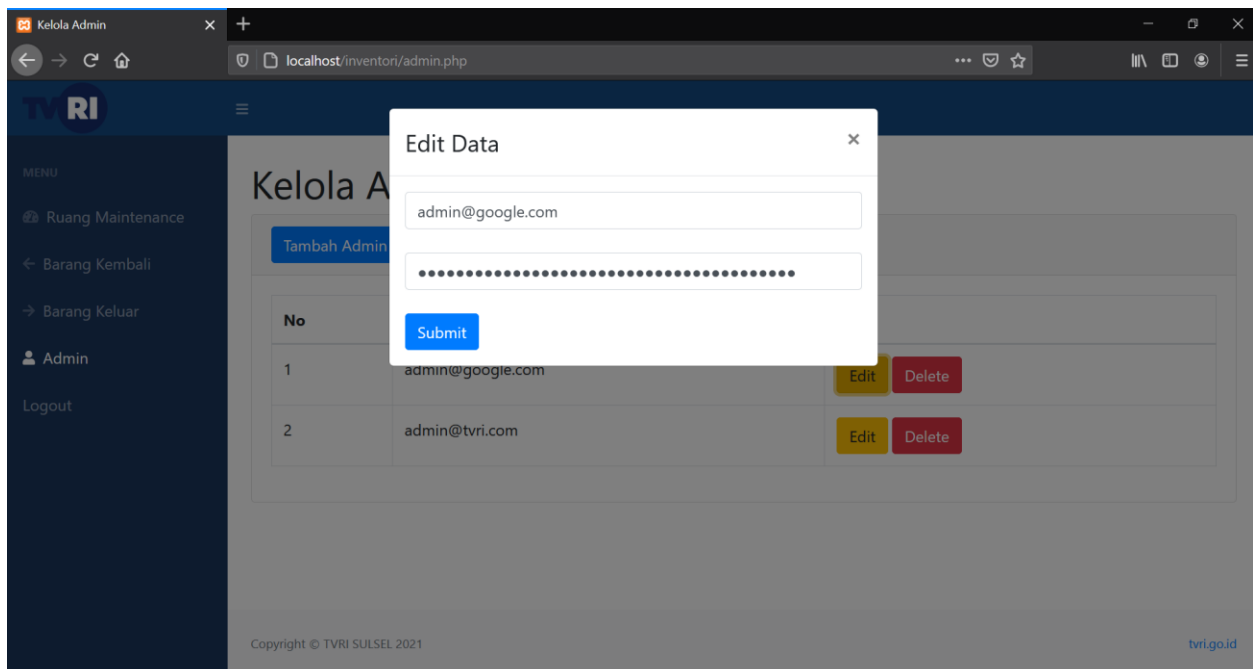 Kelola Admin
localhost/inventori/admin.php
TVRI
MENU
Ruang Maintenance
Barang Kembali
Barang Keluar
Admin
Logout
Edit Data
admin@google.com
Submit
Kelola A
Tambah Admin
No
1 admin@google.com Edit Delete
2 admin@tvri.com Edit Delete
Copyright © TVRI SULSEL 2021 tvri.go.id